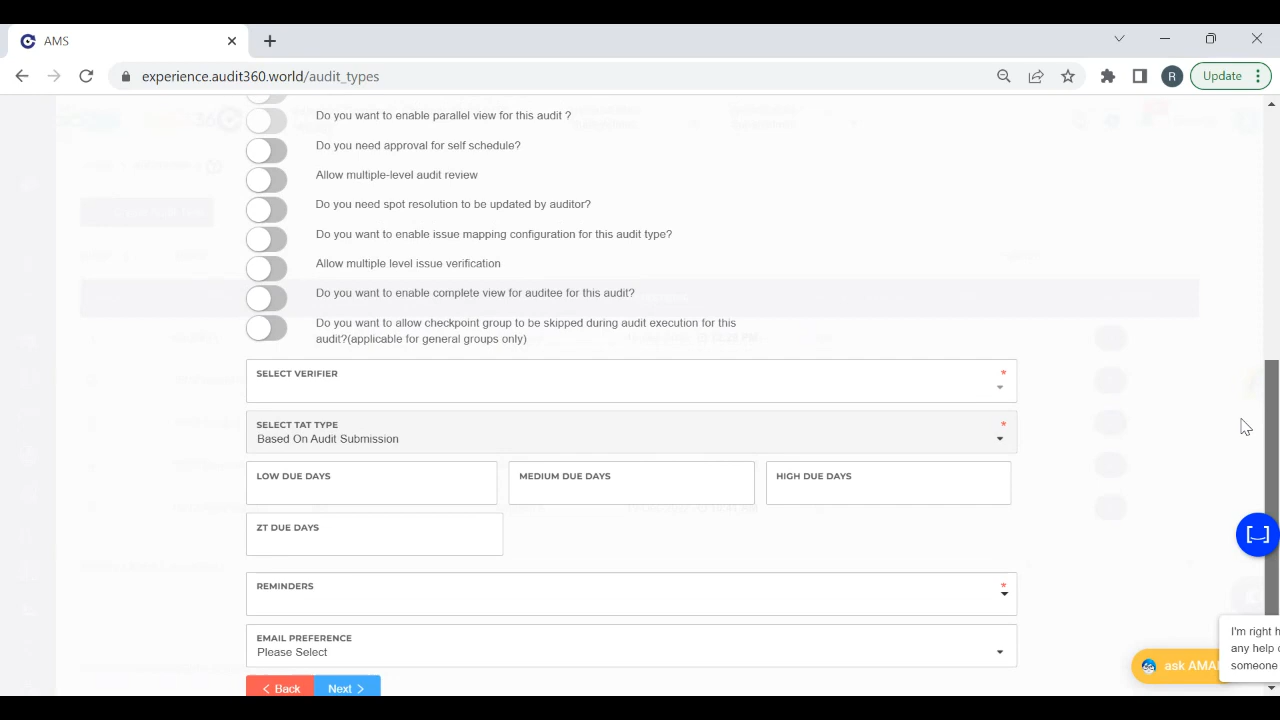 AMS
experience.audit360.world/audit_types
R
Update
Do you want to enable parallel view for this audit ?
Do you need approval for self schedule?
Allow multiple-level audit review
Do you need spot resolution to be updated by auditor?
Do you want to enable issue mapping configuration for this audit type?
Allow multiple level issue verification
Do you want to enable complete view for auditee for this audit?
Do you want to allow checkpoint group to be skipped during audit execution for this
audit?(applicable for general groups only)
SELECT VERIFIER *
SELECT TAT TYPE *
Based On Audit Submission
LOW DUE DAYS MEDIUM DUE DAYS HIGH DUE DAYS
ZT DUE DAYS
REMINDERS *
EMAIL PREFERENCE
Please Select
< Back Next >
I'm right
any help
someone
ask AMA